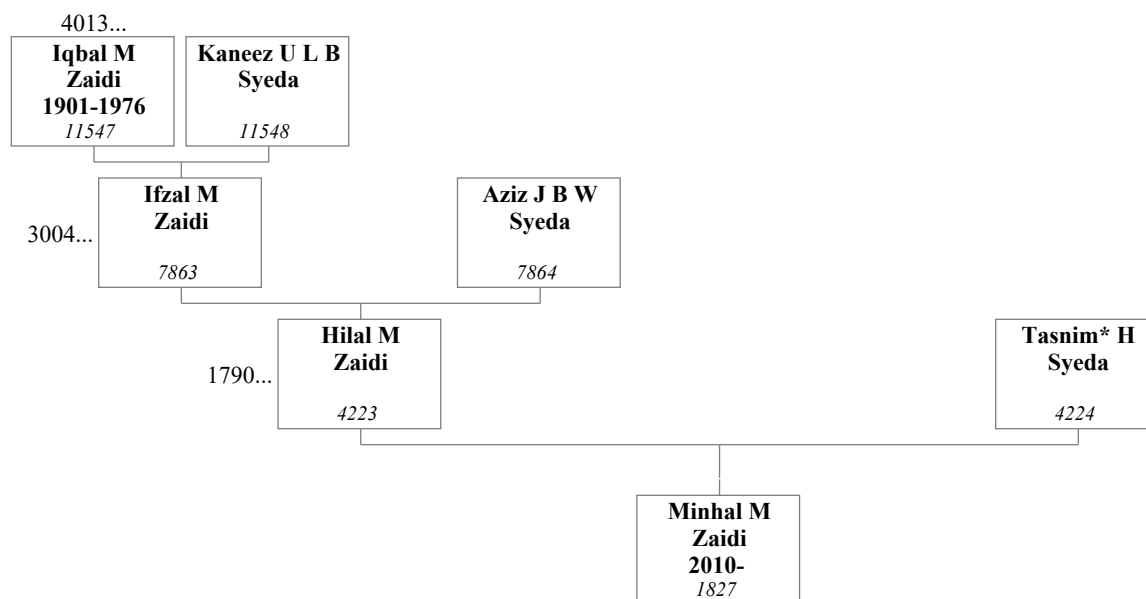 4013...
Iqbal M
Zaidi
1901-1976
11547
Kaneez U L B
Syeda
11548
3004...
Ifzal M
Zaidi
7863
Aziz J B W
Syeda
7864
1790...
Hilal M
Zaidi
4223
Tasnim* H
Syeda
4224
Minhal M
Zaidi
2010-
1827